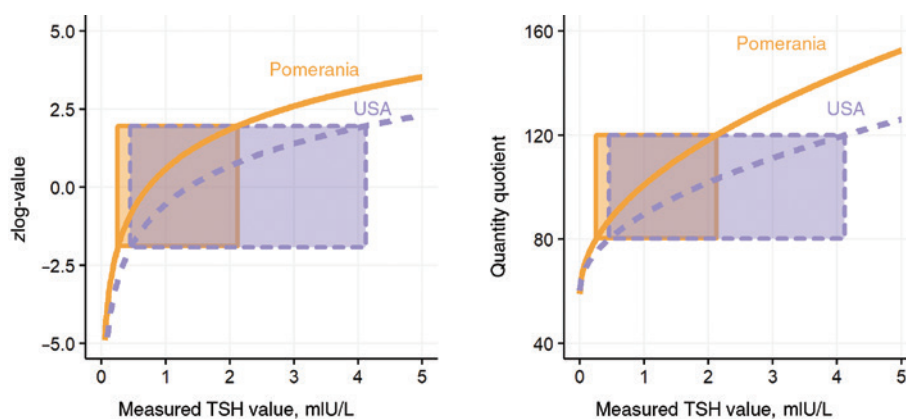 5.0
2.5
0.0
−2.5
−5.0
zlog-value
Pomerania
USA
0 1 2 3 4 5
Measured TSH value, mIU/L
160
120
80
40
Quantity quotient
Pomerania
USA
0 1 2 3 4 5
Measured TSH value, mIU/L